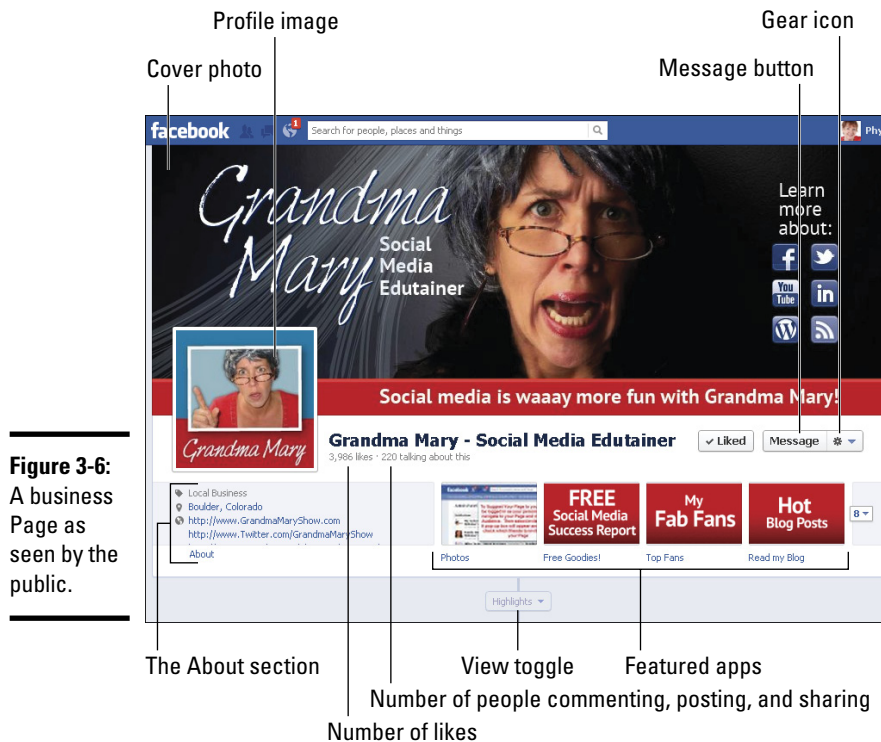 Profile image
Gear icon
Cover photo
Message button
facebook
1
Search for people, places and things
Phy
Grandma
Mary
Social
Media
Edutainer
Learn
more
about:
f
You
Tube
in
Social media is waaay more fun with Grandma Mary!
Grandma Mary
Grandma Mary - Social Media Edutainer
3,986 likes · 220 talking about this
Liked
Message
Local Business
Boulder, Colorado
http://www.GrandmaMaryShow.com
http://www.Twitter.com/GrandmaMaryShow
About
Photos
FREE
Social Media
Success Report
Free Goodies!
My
Fab Fans
Top Fans
Hot
Blog Posts
Read my Blog
8
Highlights
Figure 3-6:
A business
Page as
seen by the
public.
The About section
View toggle
Featured apps
Number of people commenting, posting, and sharing
Number of likes